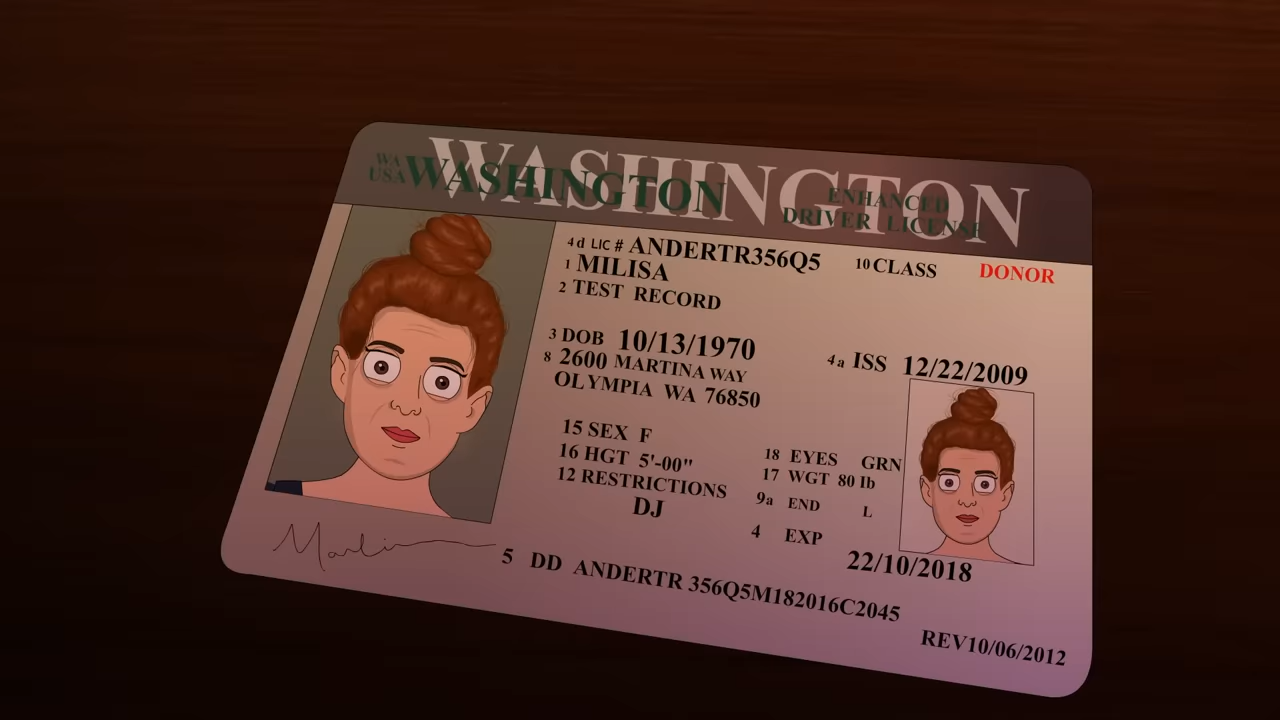 WASHINGTON
WA
USA
WASHINGTON
ENHANCED
DRIVER LICENSE
4d LIC # ANDERTR356Q5
10 CLASS
DONOR
1 MILISA
2 TEST RECORD
3 DOB 10/13/1970
4a ISS 12/22/2009
8 2600 MARTINA WAY
OLYMPIA WA 76850
15 SEX F
18 EYES GRN
16 HGT 5'-00"
17 WGT 80 lb
12 RESTRICTIONS
DJ
9a END L
4 EXP
22/10/2018
5 DD ANDERTR 356Q5M182016C2045
REV10/06/2012